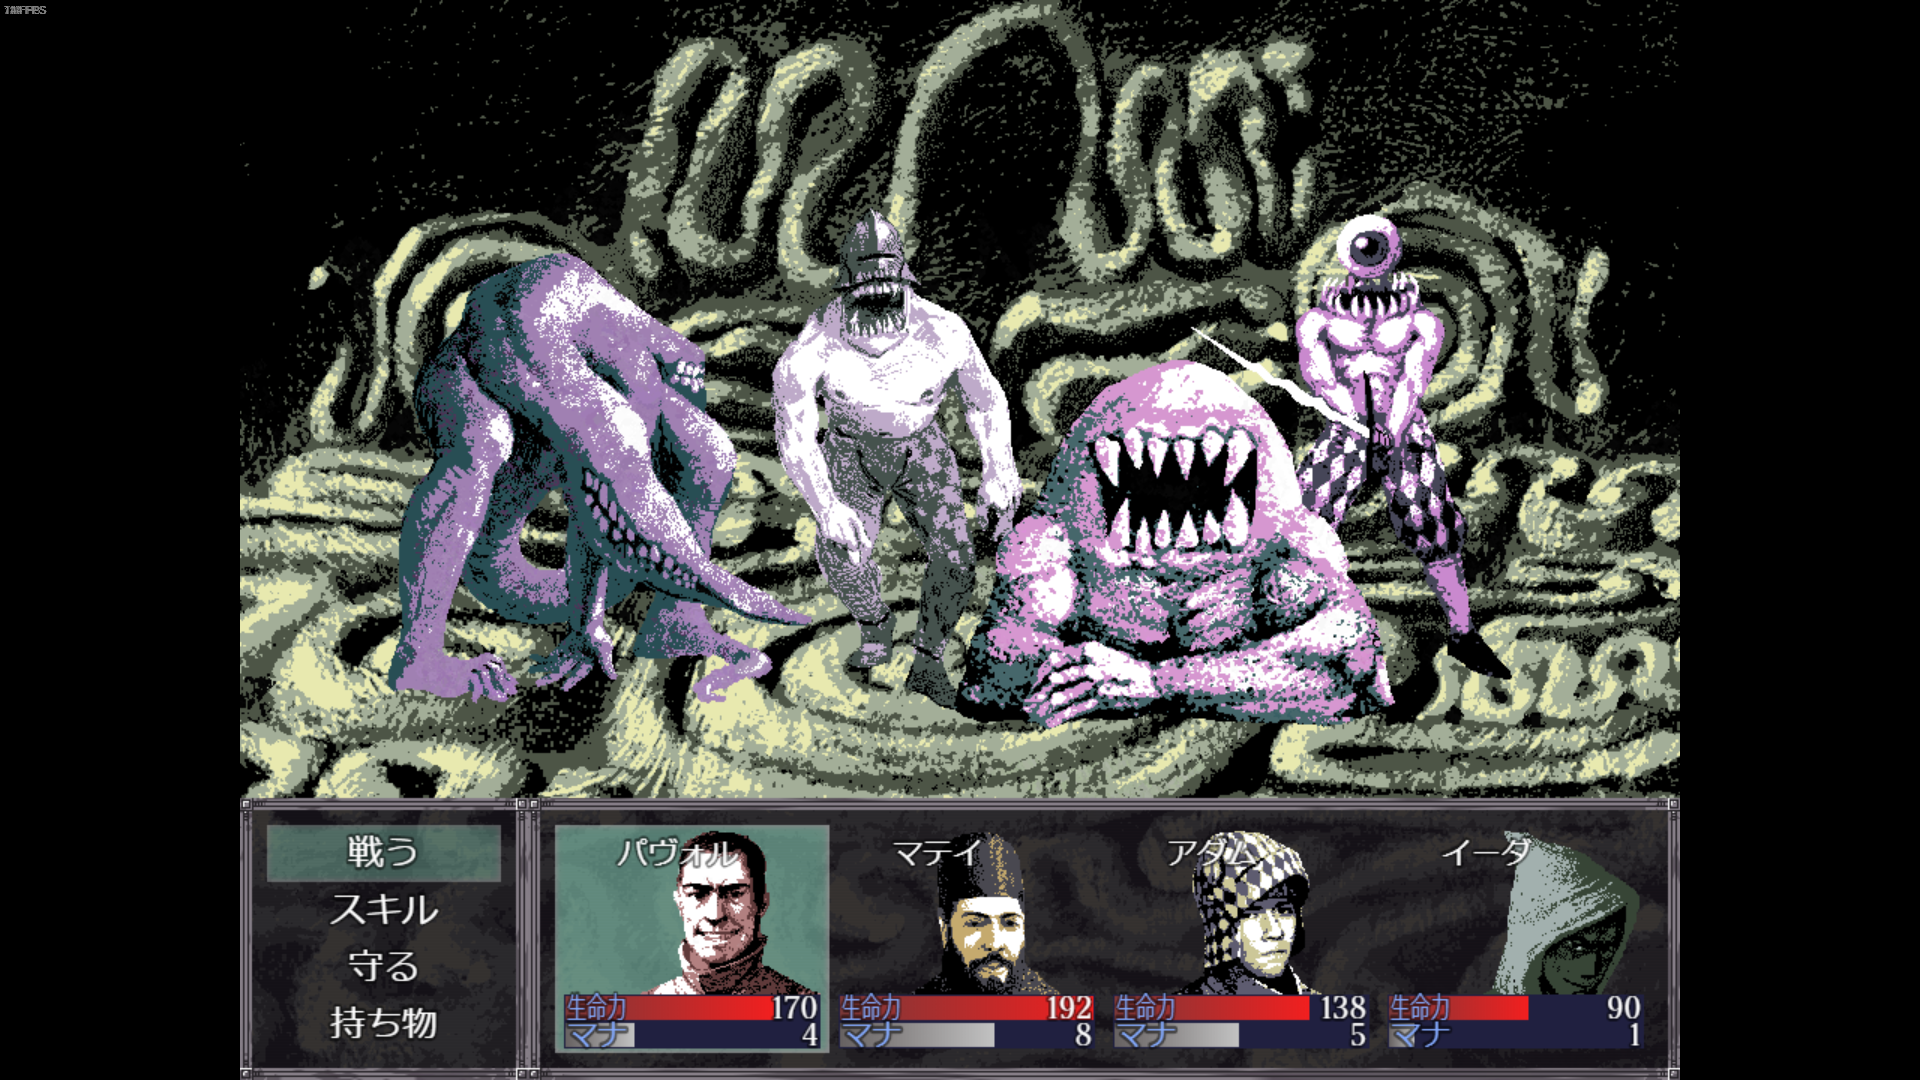 戦う
スキル
守る
持ち物
パヴォル
生命力 170
マナ 4
マテイ
生命力 192
マナ 8
アダム
生命力 138
マナ 5
イーダ
生命力 90
マナ 1